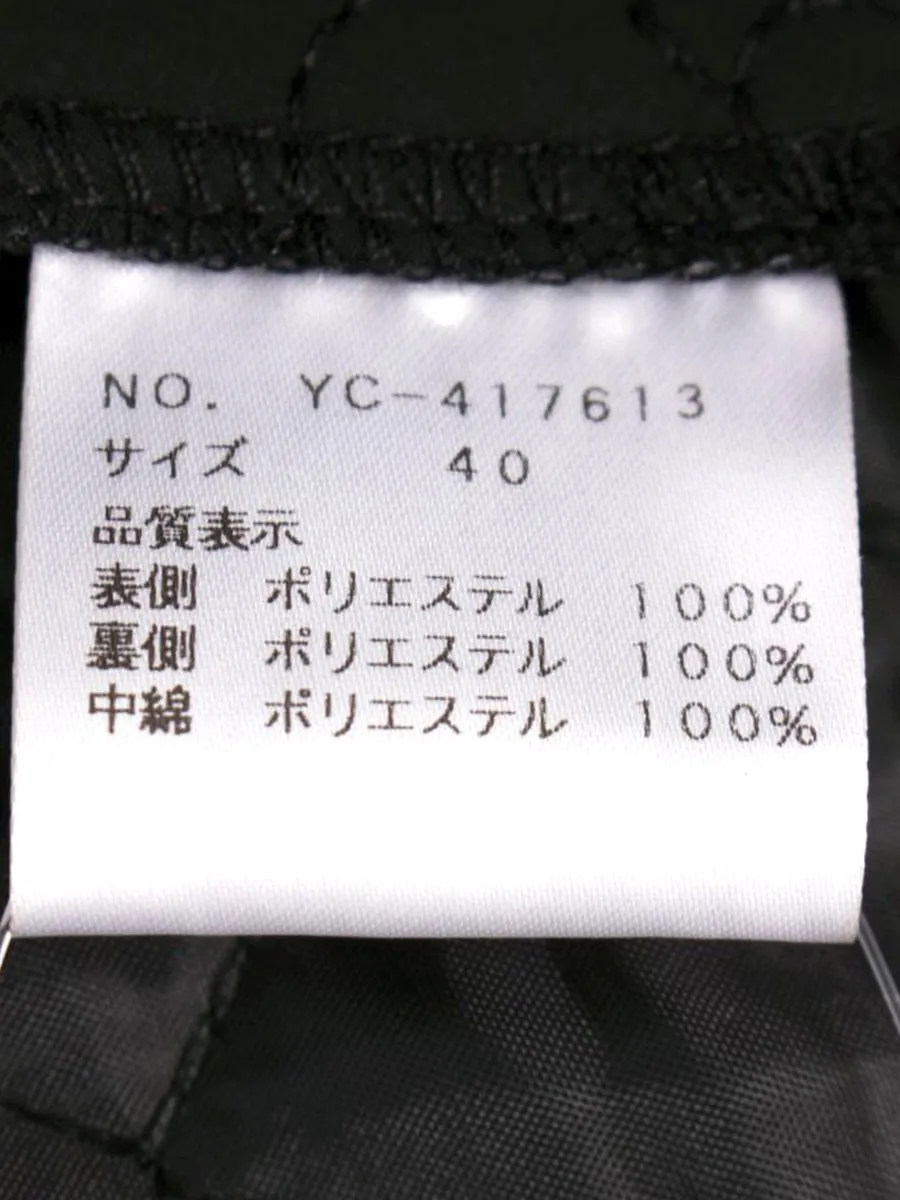 NO. YC-417613
サイズ 40
品質表示
表側 ポリエステル 100%
裏側 ポリエステル 100%
中綿 ポリエステル 100%